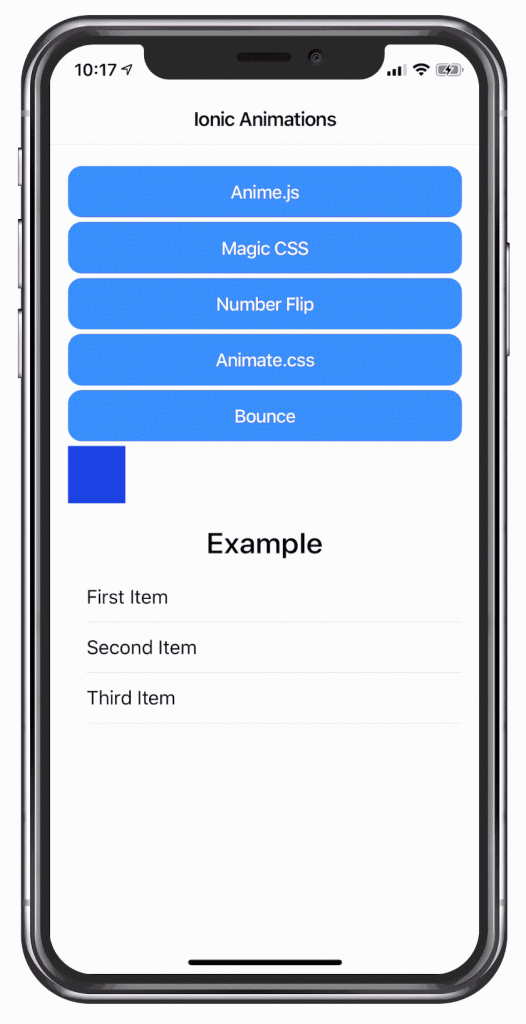 10:17
Ionic Animations
Anime.js
Magic CSS
Number Flip
Animate.css
Bounce
Example
First Item
Second Item
Third Item